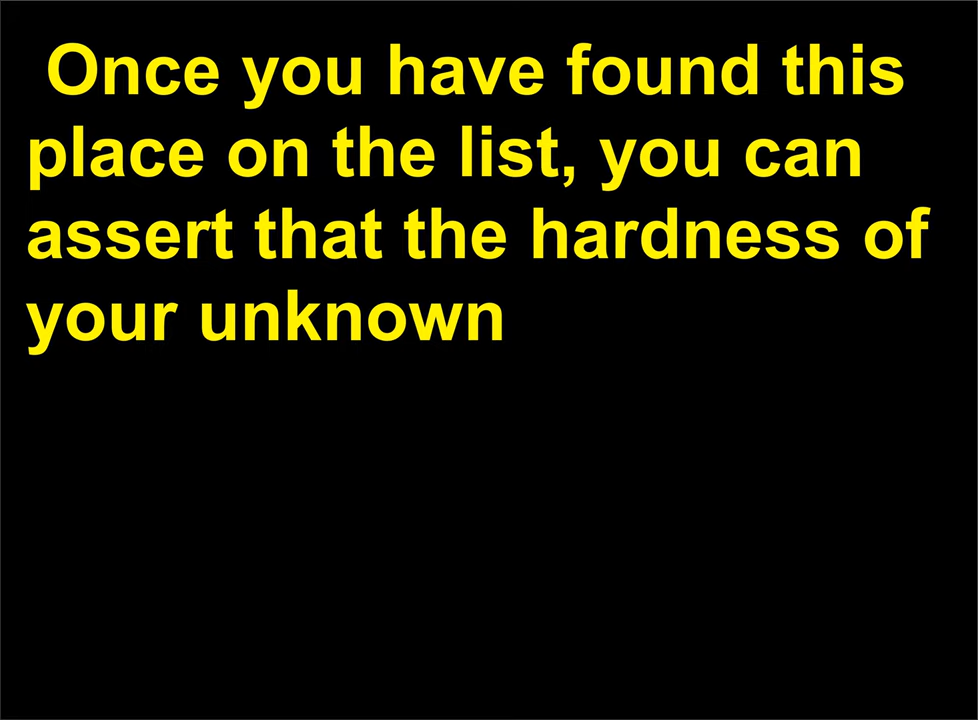 Once you have found this
place on the list, you can
assert that the hardness of
your unknown